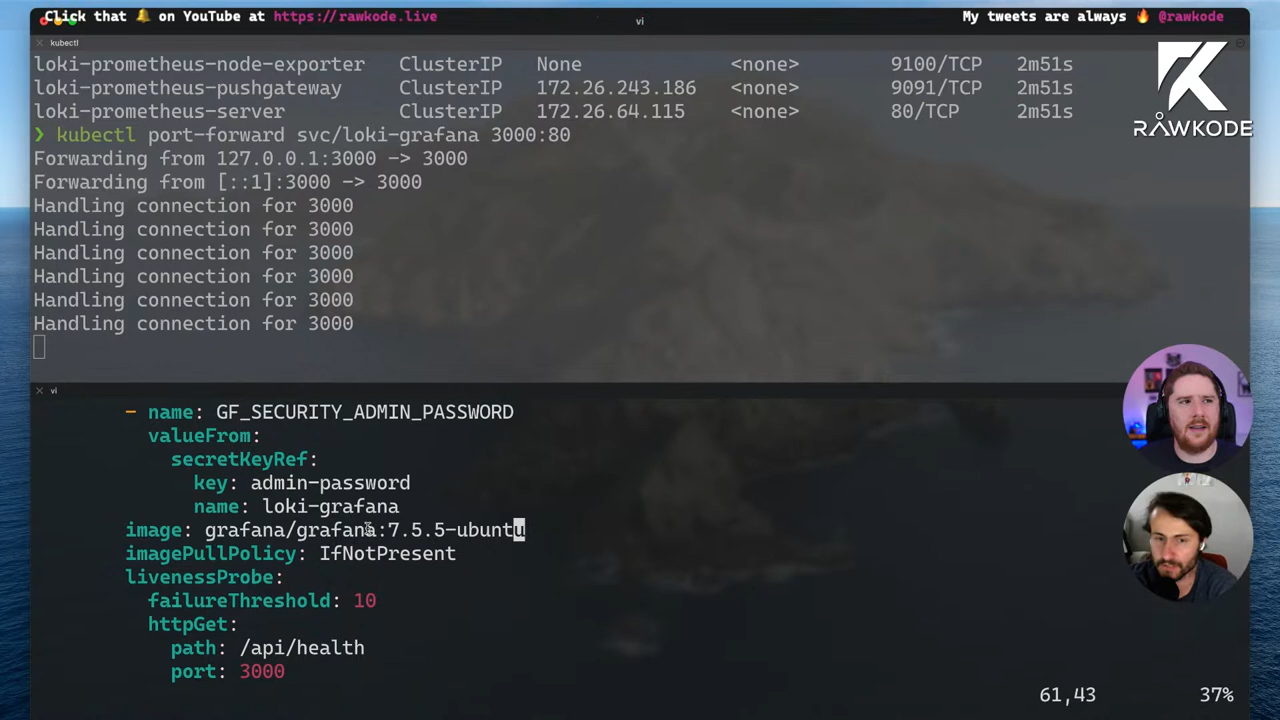 Click that 🔔 on YouTube at https://rawkode.live
vi
My tweets are always 🔥 @rawkode
× kubectl
loki-prometheus-node-exporter ClusterIP None <none> 9100/TCP 2m51s
loki-prometheus-pushgateway ClusterIP 172.26.243.186 <none> 9091/TCP 2m51s
loki-prometheus-server ClusterIP 172.26.64.115 <none> 80/TCP 2m51s
❯ kubectl port-forward svc/loki-grafana 3000:80
Forwarding from 127.0.0.1:3000 -> 3000
Forwarding from [::1]:3000 -> 3000
Handling connection for 3000
Handling connection for 3000
Handling connection for 3000
Handling connection for 3000
Handling connection for 3000
Handling connection for 3000
RAWKODE
× vi
- name: GF_SECURITY_ADMIN_PASSWORD
valueFrom:
secretKeyRef:
key: admin-password
name: loki-grafana
image: grafana/grafana:7.5.5-ubuntu
imagePullPolicy: IfNotPresent
livenessProbe:
failureThreshold: 10
httpGet:
path: /api/health
port: 3000
61,43 37%